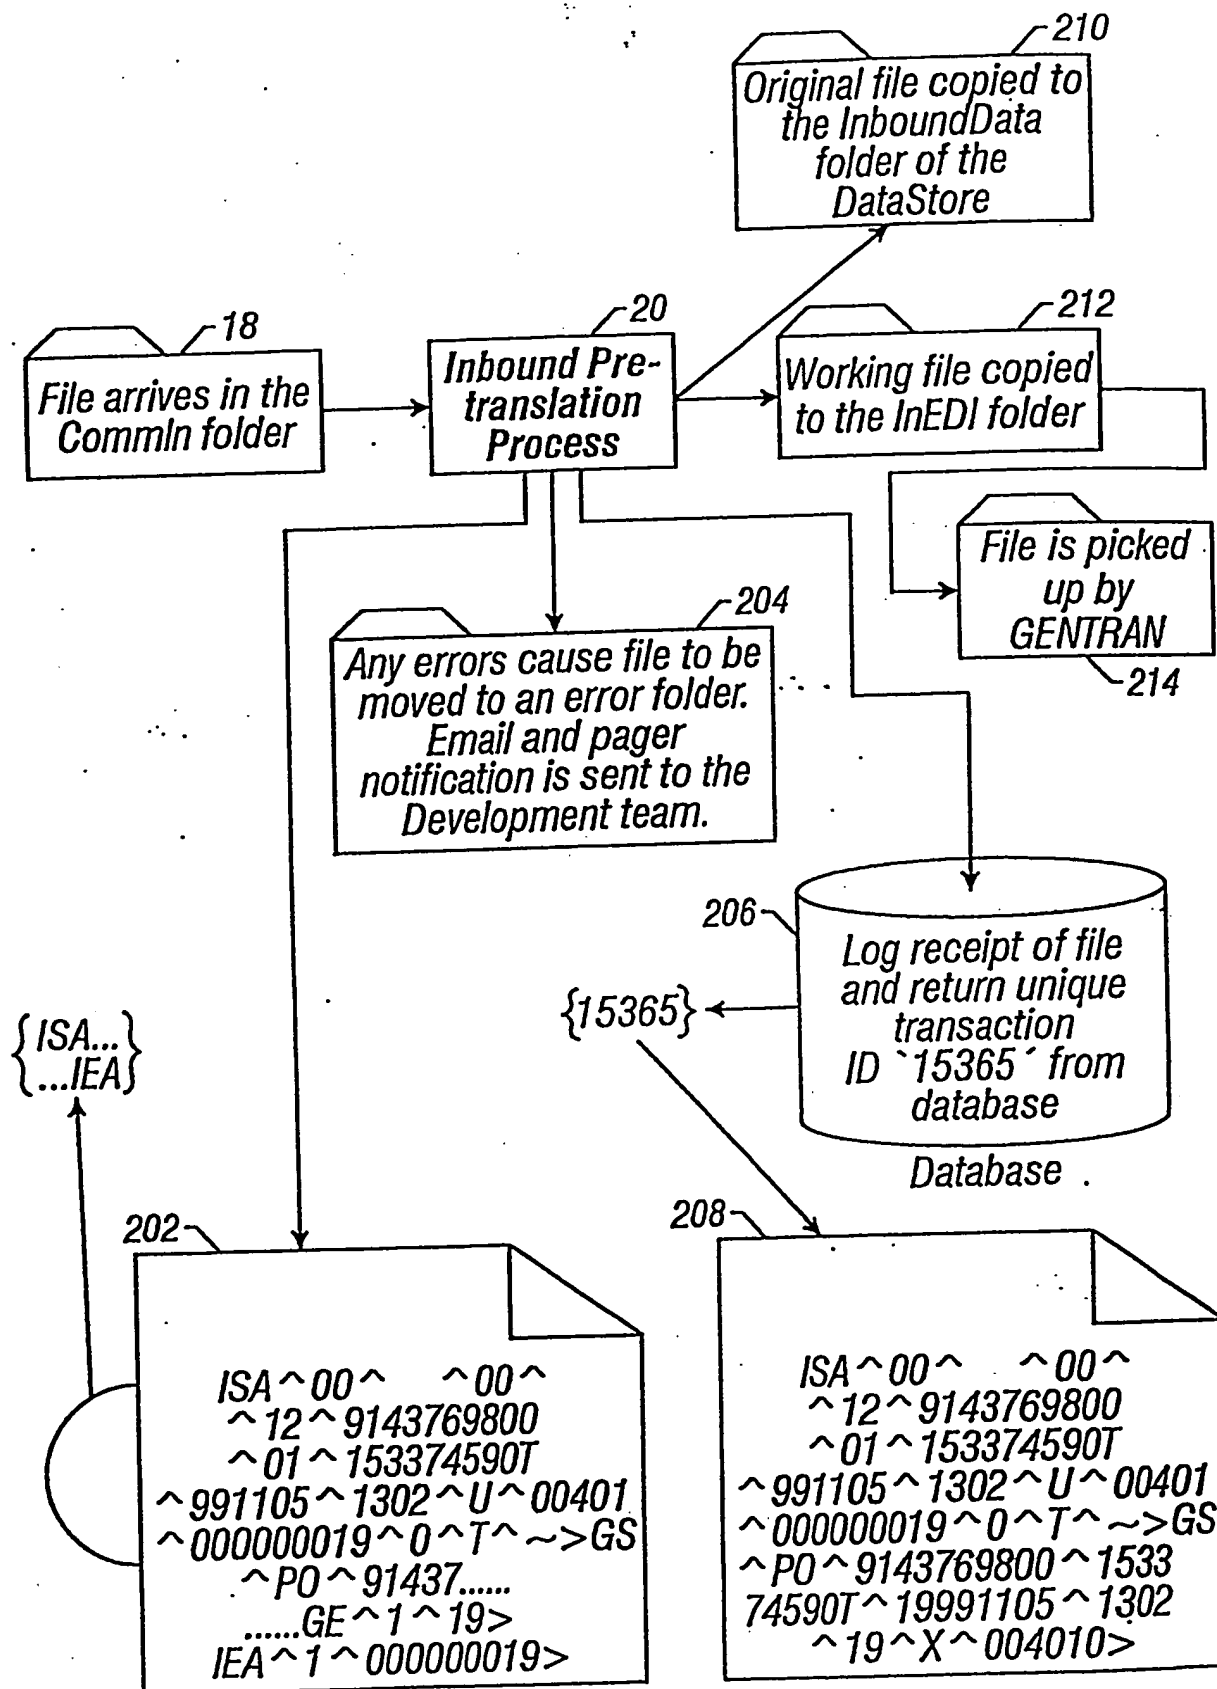 210
Original file copied to
the InboundData
folder of the
DataStore
18
File arrives in the
CommIn folder
20
Inbound Pre-
translation
Process
212
Working file copied
to the InEDI folder
File is picked
up by
GENTRAN
214
204
Any errors cause file to be
moved to an error folder.
Email and pager
notification is sent to the
Development team.
206
Log receipt of file
and return unique
transaction
ID `15365´ from
database
Database
{15365}
{ISA...
...IEA}
202
ISA^00^ ^00^
^12^9143769800
^01^153374590T
^991105^1302^U^00401
^000000019^0^T^~>GS
^PO^91437......
......GE^1^19>
IEA^1^000000019>
208
ISA^00^ ^00^
^12^9143769800
^01^153374590T
^991105^1302^U^00401
^000000019^0^T^~>GS
^PO^9143769800^1533
74590T^19991105^1302
^19^X^004010>